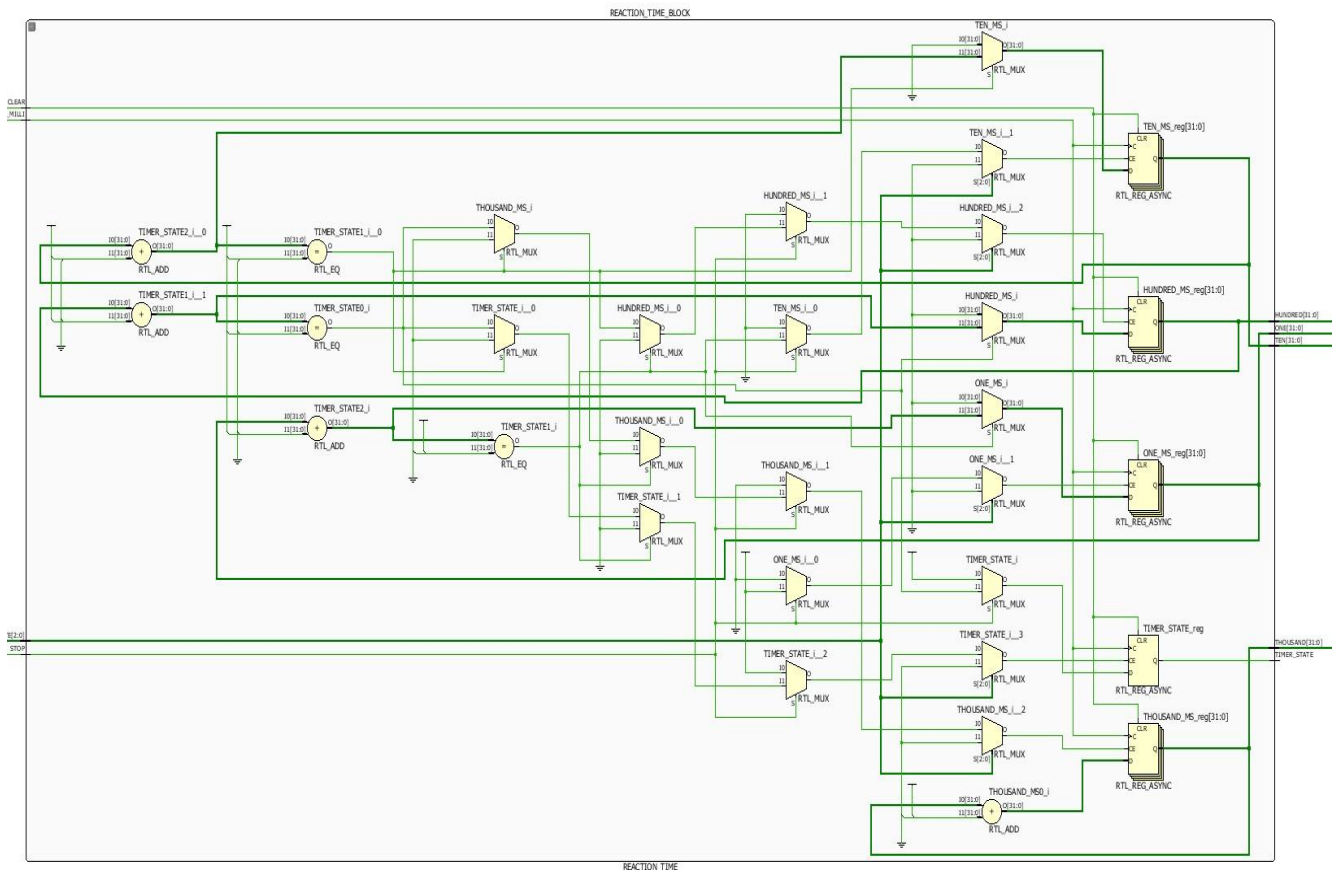 REACTION_TIME_BLOCK
TEN_MS_i
I0[31:0]
I1[31:0]
O[31:0]
S
RTL_MUX
CLEAR
_MILLI
TEN_MS_i__1
I0
I1
O
S[2:0]
RTL_MUX
TEN_MS_reg[31:0]
CLR
C
CE
D
Q
RTL_REG_ASYNC
THOUSAND_MS_i
I0
I1
O
S
RTL_MUX
HUNDRED_MS_i__1
I0
I1
O
S
RTL_MUX
HUNDRED_MS_i__2
I0
I1
O
S[2:0]
RTL_MUX
TIMER_STATE2_i__0
I0[31:0]
I1[31:0]
+
O[31:0]
RTL_ADD
TIMER_STATE1_i__0
I0[31:0]
I1[31:0]
=
O
RTL_EQ
TIMER_STATE1_i__1
I0[31:0]
I1[31:0]
+
O[31:0]
RTL_ADD
TIMER_STATE0_i
I0[31:0]
I1[31:0]
=
O
RTL_EQ
TIMER_STATE_i__0
I0
I1
O
S
RTL_MUX
HUNDRED_MS_i__0
I0
I1
O
S
RTL_MUX
TEN_MS_i__0
I0
I1
O
S
RTL_MUX
HUNDRED_MS_i
I0[31:0]
I1[31:0]
O[31:0]
S
RTL_MUX
HUNDRED_MS_reg[31:0]
CLR
C
CE
D
Q
RTL_REG_ASYNC
HUNDRED[31:0]
ONE[31:0]
TEN[31:0]
TIMER_STATE2_i
I0[31:0]
I1[31:0]
+
O[31:0]
RTL_ADD
TIMER_STATE1_i
I0[31:0]
I1[31:0]
=
O
RTL_EQ
THOUSAND_MS_i__0
I0
I1
O
S
RTL_MUX
ONE_MS_i
I0[31:0]
I1[31:0]
O[31:0]
S
RTL_MUX
THOUSAND_MS_i__1
I0
I1
O
S
RTL_MUX
ONE_MS_i__1
I0
I1
O
S[2:0]
RTL_MUX
ONE_MS_reg[31:0]
CLR
C
CE
D
Q
RTL_REG_ASYNC
TIMER_STATE_i__1
I0
I1
O
S
RTL_MUX
ONE_MS_i__0
I0
I1
O
S
RTL_MUX
TIMER_STATE_i
I0
I1
O
S
RTL_MUX
E[2:0]
STOP
TIMER_STATE_i__2
I0
I1
O
S
RTL_MUX
TIMER_STATE_i__3
I0
I1
O
S[2:0]
RTL_MUX
TIMER_STATE_reg
CLR
C
CE
D
Q
RTL_REG_ASYNC
THOUSAND[31:0]
TIMER_STATE
THOUSAND_MS_i__2
I0
I1
O
S[2:0]
RTL_MUX
THOUSAND_MS_reg[31:0]
CLR
C
CE
D
Q
RTL_REG_ASYNC
THOUSAND_MS0_i
I0[31:0]
I1[31:0]
+
O[31:0]
RTL_ADD
REACTION_TIME